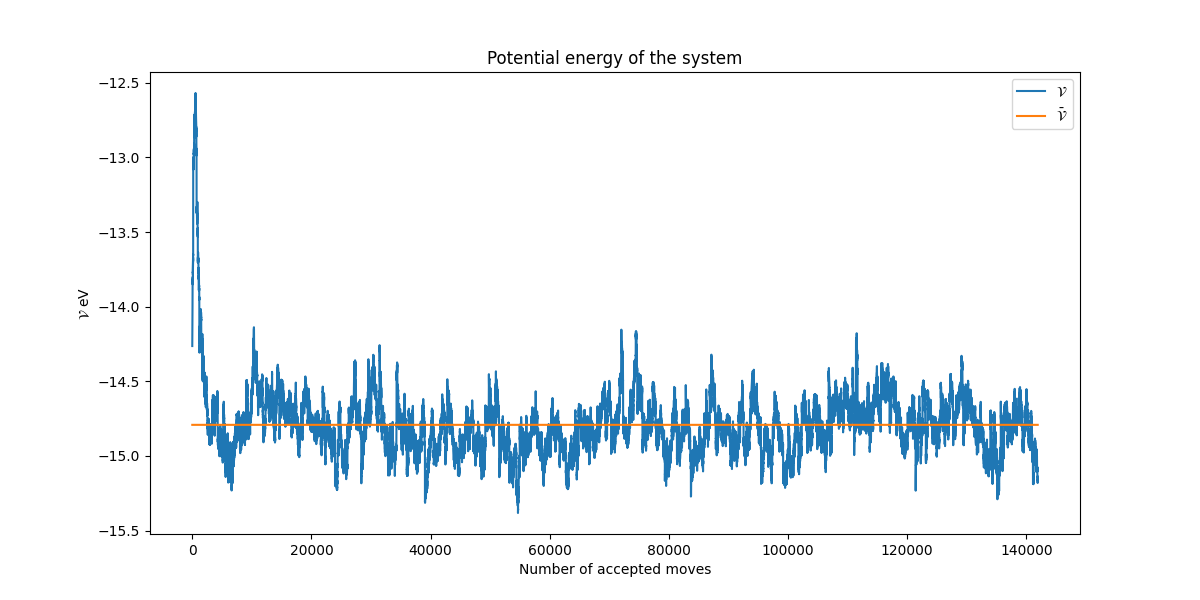 Potential energy of the system
𝒱 eV
−12.5
−13.0
−13.5
−14.0
−14.5
−15.0
−15.5
𝒱
𝒱̄
0 20000 40000 60000 80000 100000 120000 140000
Number of accepted moves